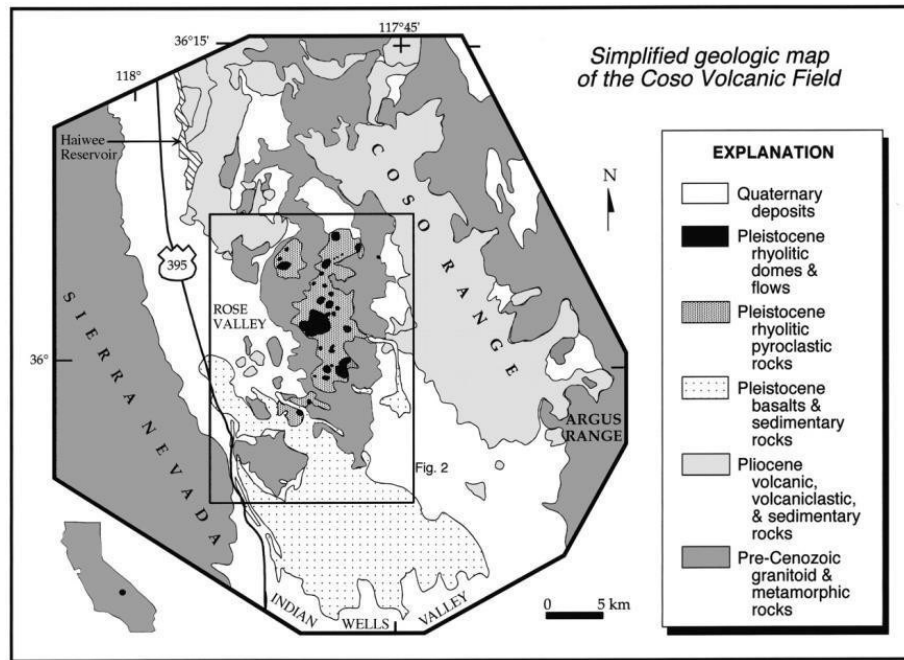 Simplified geologic map
of the Coso Volcanic Field
117°45'
36°15'
118°
Haiwee
Reservoir
N
395
COSO RANGE
ROSE
VALLEY
36°
SIERRA NEVADA
ARGUS
RANGE
Fig. 2
INDIAN WELLS VALLEY
0 5 km
EXPLANATION
Quaternary
deposits
Pleistocene
rhyolitic
domes &
flows
Pleistocene
rhyolitic
pyroclastic
rocks
Pleistocene
basalts &
sedimentary
rocks
Pliocene
volcanic,
volcaniclastic,
& sedimentary
rocks
Pre-Cenozoic
granitoid &
metamorphic
rocks